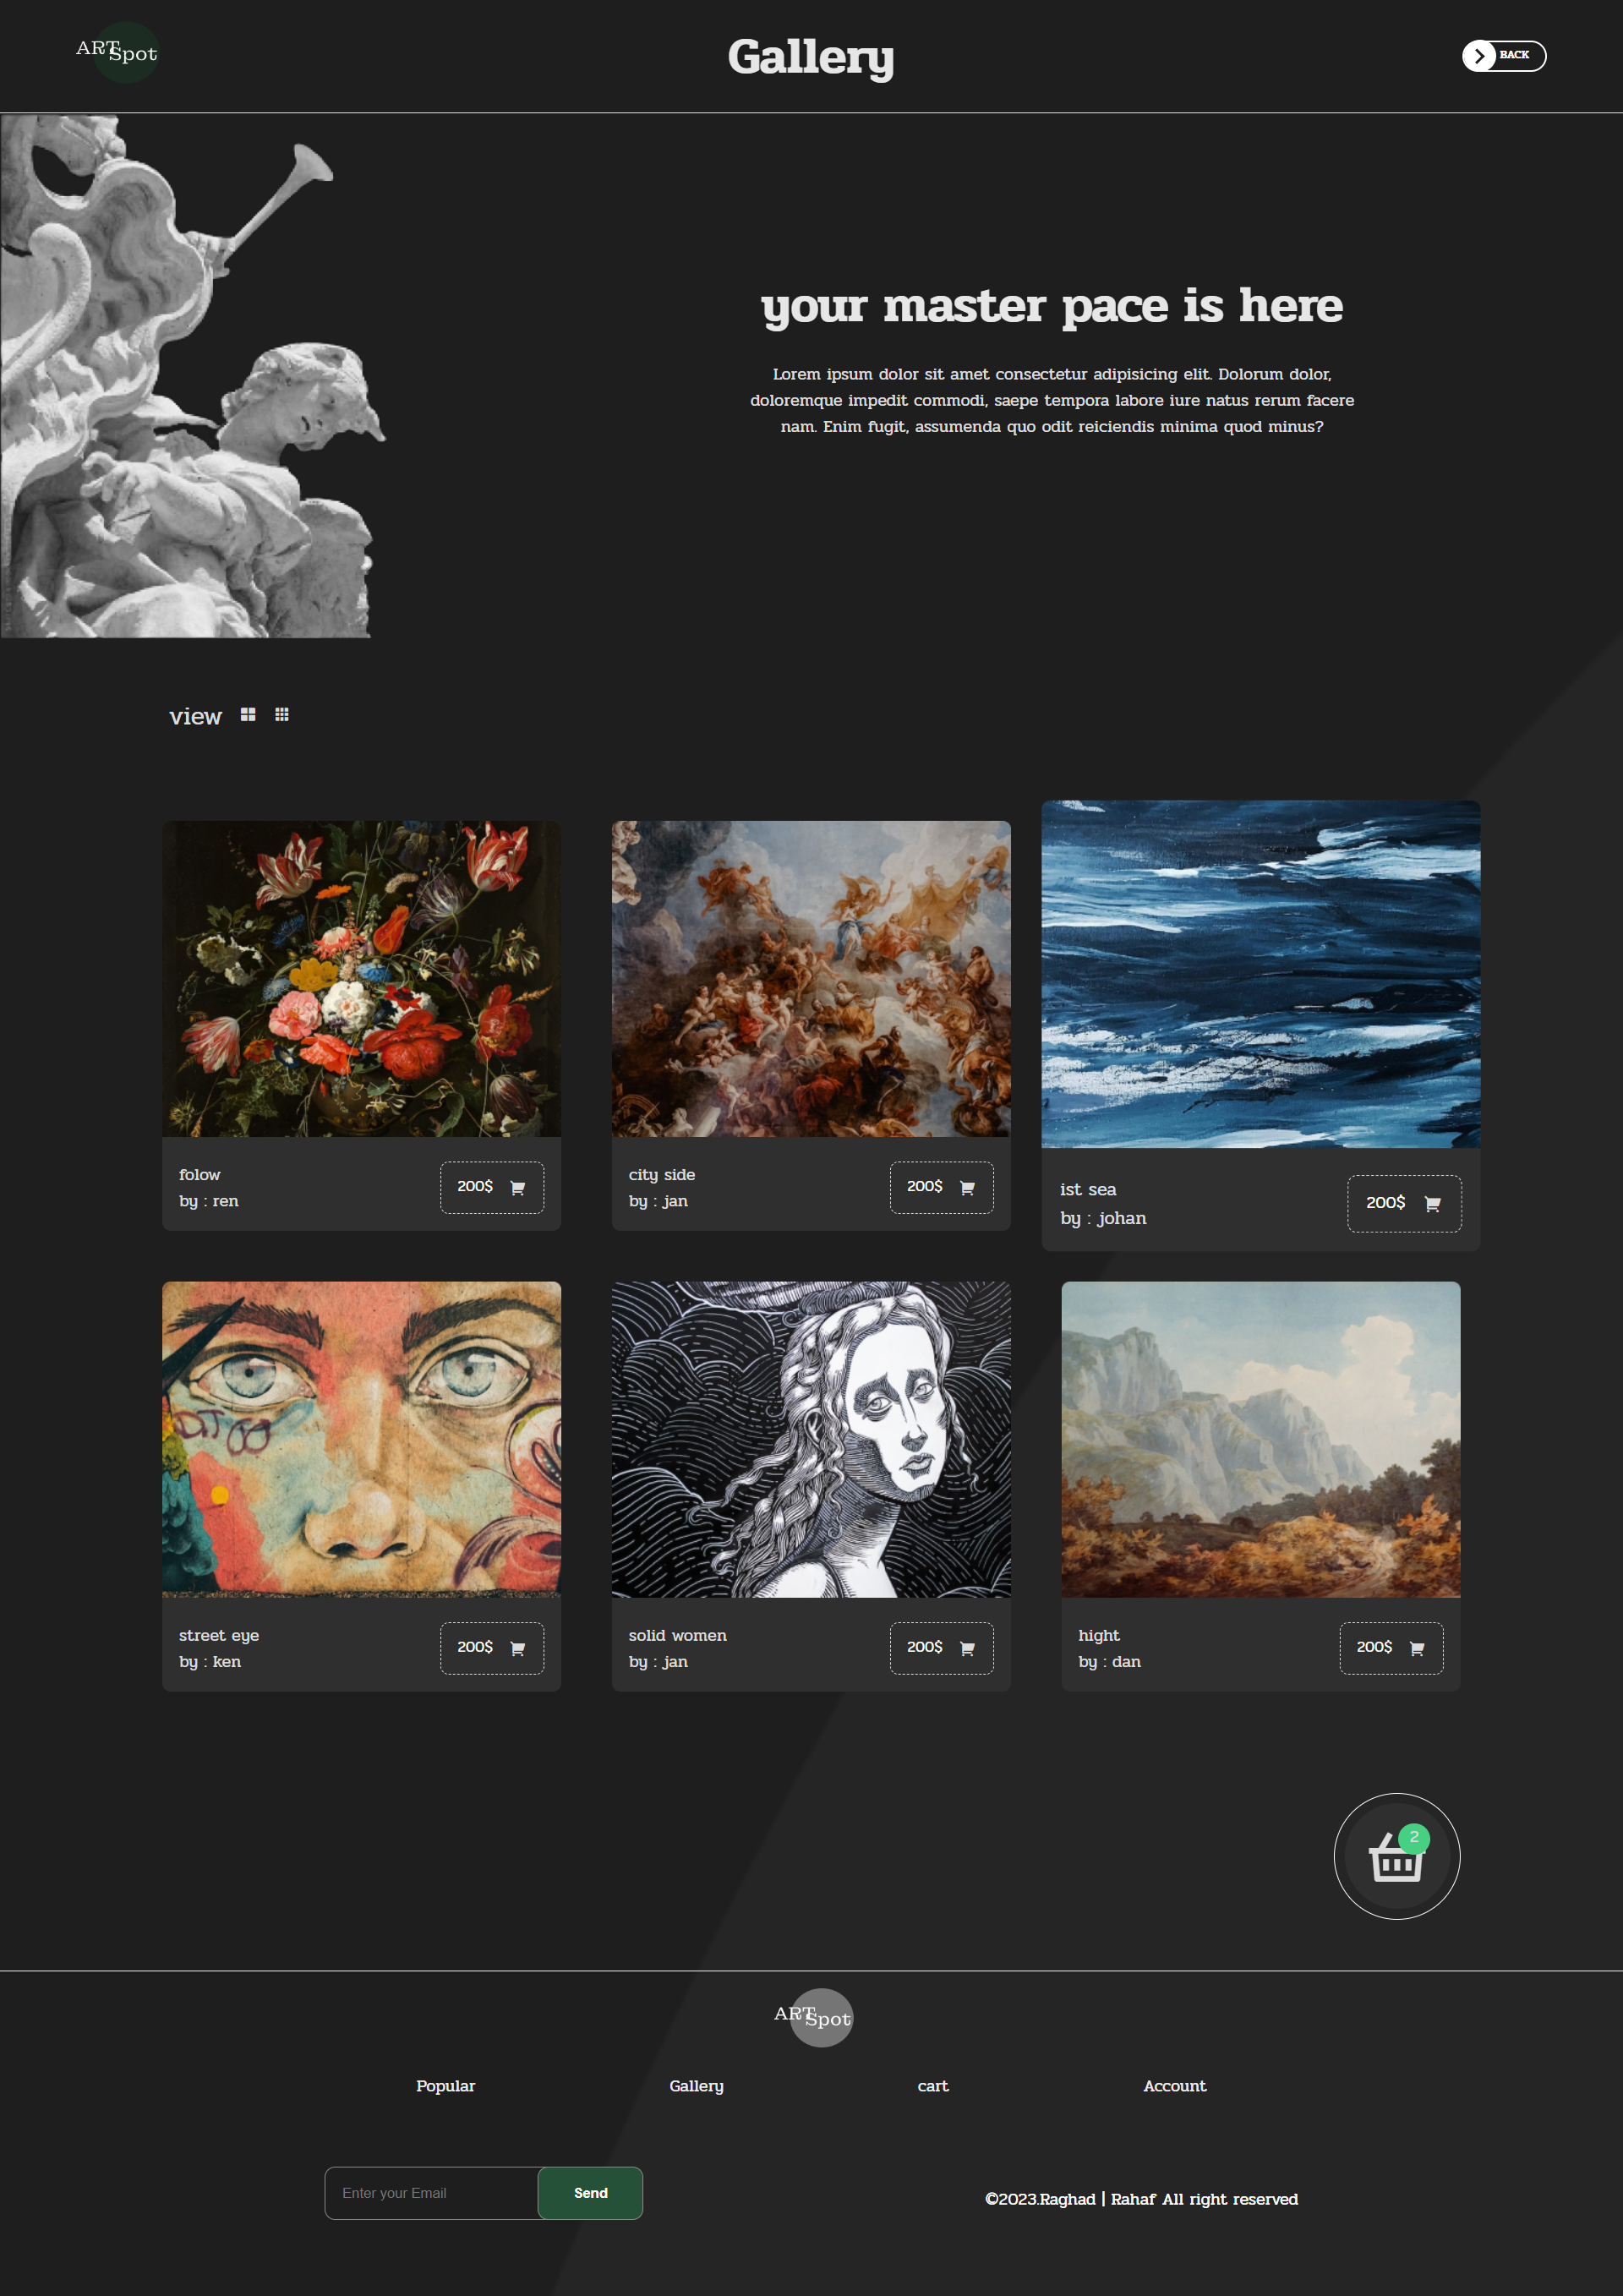 ART
Spot
Gallery
BACK
your master pace is here
Lorem ipsum dolor sit amet consectetur adipisicing elit. Dolorum dolor,
doloremque impedit commodi, saepe tempora labore iure natus rerum facere
nam. Enim fugit, assumenda quo odit reiciendis minima quod minus?
view
folow
by : ren
200$
city side
by : jan
200$
ist sea
by : johan
200$
street eye
by : ken
200$
solid women
by : jan
200$
hight
by : dan
200$
2
ART
Spot
Popular Gallery cart Account
Enter your Email Send
©2023.Raghad | Rahaf All right reserved